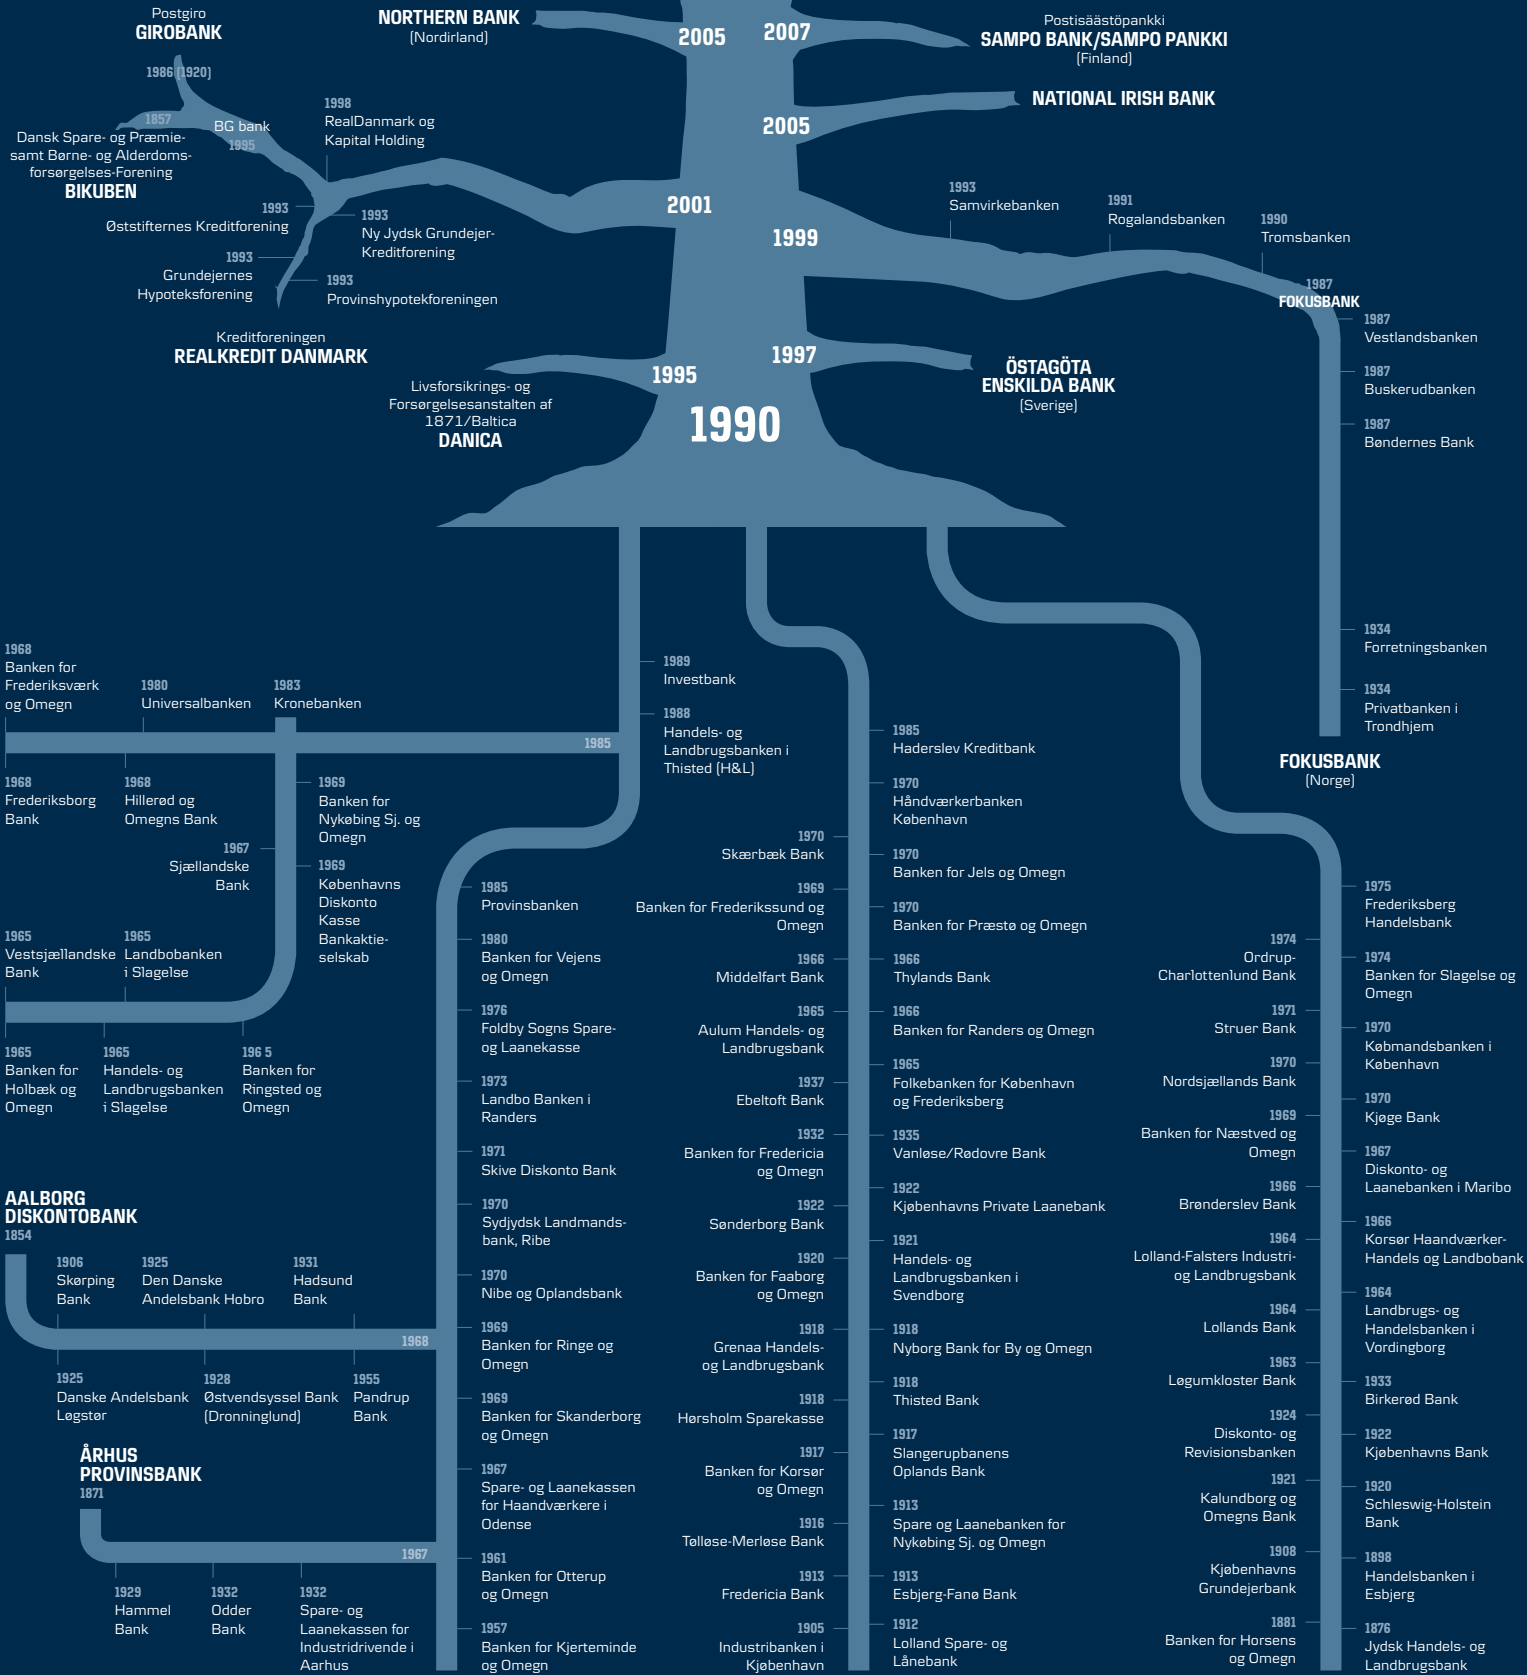 Postgiro
GIROBANK
1986 (1920)
1857
Dansk Spare- og Præmie-
samt Børne- og Alderdoms-
forsørgelses-Forening
BIKUBEN
BG bank
1995
1998
RealDanmark og
Kapital Holding
1993
Øststifternes Kreditforening
1993
Ny Jydsk Grundejer-
Kreditforening
1993
Grundejernes
Hypoteksforening
1993
Provinshypotekforeningen
Kreditforeningen
REALKREDIT DANMARK
NORTHERN BANK
(Nordirland)
2005
2007
Postisäästöpankki
SAMPO BANK/SAMPO PANKKI
(Finland)
NATIONAL IRISH BANK
2005
2001
1999
1993
Samvirkebanken
1991
Rogalandsbanken
1990
Tromsbanken
1987
FOKUSBANK
1987
Vestlandsbanken
1987
Buskerudbanken
1987
Bøndernes Bank
1934
Forretningsbanken
1934
Privatbanken i
Trondhjem
FOKUSBANK
(Norge)
1997
ÖSTAGÖTA
ENSKILDA BANK
(Sverige)
1995
Livsforsikrings- og
Forsørgelsesanstalten af
1871/Baltica
DANICA
1990
1968
Banken for
Frederiksværk
og Omegn
1980
Universalbanken
1983
Kronebanken
1985
1968
Frederiksborg
Bank
1968
Hillerød og
Omegns Bank
1969
Banken for
Nykøbing Sj. og
Omegn
1967
Sjællandske
Bank
1969
Københavns
Diskonto
Kasse
Bankaktie-
selskab
1965
Vestsjællandske
Bank
1965
Landbobanken
i Slagelse
1965
Banken for
Holbæk og
Omegn
1965
Handels- og
Landbrugsbanken
i Slagelse
196 5
Banken for
Ringsted og
Omegn
AALBORG
DISKONTOBANK
1854
1906
Skørping
Bank
1925
Den Danske
Andelsbank Hobro
1931
Hadsund
Bank
1968
1925
Danske Andelsbank
Løgstør
1928
Østvendsyssel Bank
(Dronninglund)
1955
Pandrup
Bank
ÅRHUS
PROVINSBANK
1871
1967
1929
Hammel
Bank
1932
Odder
Bank
1932
Spare- og
Laanekassen for
Industridrivende i
Aarhus
1989
Investbank
1988
Handels- og
Landbrugsbanken i
Thisted (H&L)
1985
Provinsbanken
1980
Banken for Vejens
og Omegn
1976
Foldby Sogns Spare-
og Laanekasse
1973
Landbo Banken i
Randers
1971
Skive Diskonto Bank
1970
Sydjydsk Landmands-
bank, Ribe
1970
Nibe og Oplandsbank
1969
Banken for Ringe og
Omegn
1969
Banken for Skanderborg
og Omegn
1967
Spare- og Laanekassen
for Haandværkere i
Odense
1961
Banken for Otterup
og Omegn
1957
Banken for Kjerteminde
og Omegn
1970
Skærbæk Bank
1969
Banken for Frederikssund og
Omegn
1966
Middelfart Bank
1965
Aulum Handels- og
Landbrugsbank
1937
Ebeltoft Bank
1932
Banken for Fredericia
og Omegn
1922
Sønderborg Bank
1920
Banken for Faaborg
og Omegn
1918
Grenaa Handels-
og Landbrugsbank
1918
Hørsholm Sparekasse
1917
Banken for Korsør
og Omegn
1916
Tølløse-Merløse Bank
1913
Fredericia Bank
1905
Industribanken i
Kjøbenhavn
1985
Haderslev Kreditbank
1970
Håndværkerbanken
København
1970
Banken for Jels og Omegn
1970
Banken for Præstø og Omegn
1966
Thylands Bank
1966
Banken for Randers og Omegn
1965
Folkebanken for København
og Frederiksberg
1935
Vanløse/Rødovre Bank
1922
Kjøbenhavns Private Laanebank
1921
Handels- og
Landbrugsbanken i
Svendborg
1918
Nyborg Bank for By og Omegn
1918
Thisted Bank
1917
Slangerupbanens
Oplands Bank
1913
Spare og Laanebanken for
Nykøbing Sj. og Omegn
1913
Esbjerg-Fanø Bank
1912
Lolland Spare- og
Lånebank
1974
Ordrup-
Charlottenlund Bank
1971
Struer Bank
1970
Nordsjællands Bank
1969
Banken for Næstved og
Omegn
1966
Brønderslev Bank
1964
Lolland-Falsters Industri-
og Landbrugsbank
1964
Lollands Bank
1963
Løgumkloster Bank
1924
Diskonto- og
Revisionsbanken
1921
Kalundborg og
Omegns Bank
1908
Kjøbenhavns
Grundejerbank
1881
Banken for Horsens
og Omegn
1975
Frederiksberg
Handelsbank
1974
Banken for Slagelse og
Omegn
1970
Købmandsbanken i
København
1970
Kjøge Bank
1967
Diskonto- og
Laanebanken i Maribo
1966
Korsør Haandværker-
Handels og Landbobank
1964
Landbrugs- og
Handelsbanken i
Vordingborg
1933
Birkerød Bank
1922
Kjøbenhavns Bank
1920
Schleswig-Holstein
Bank
1898
Handelsbanken i
Esbjerg
1876
Jydsk Handels- og
Landbrugsbank